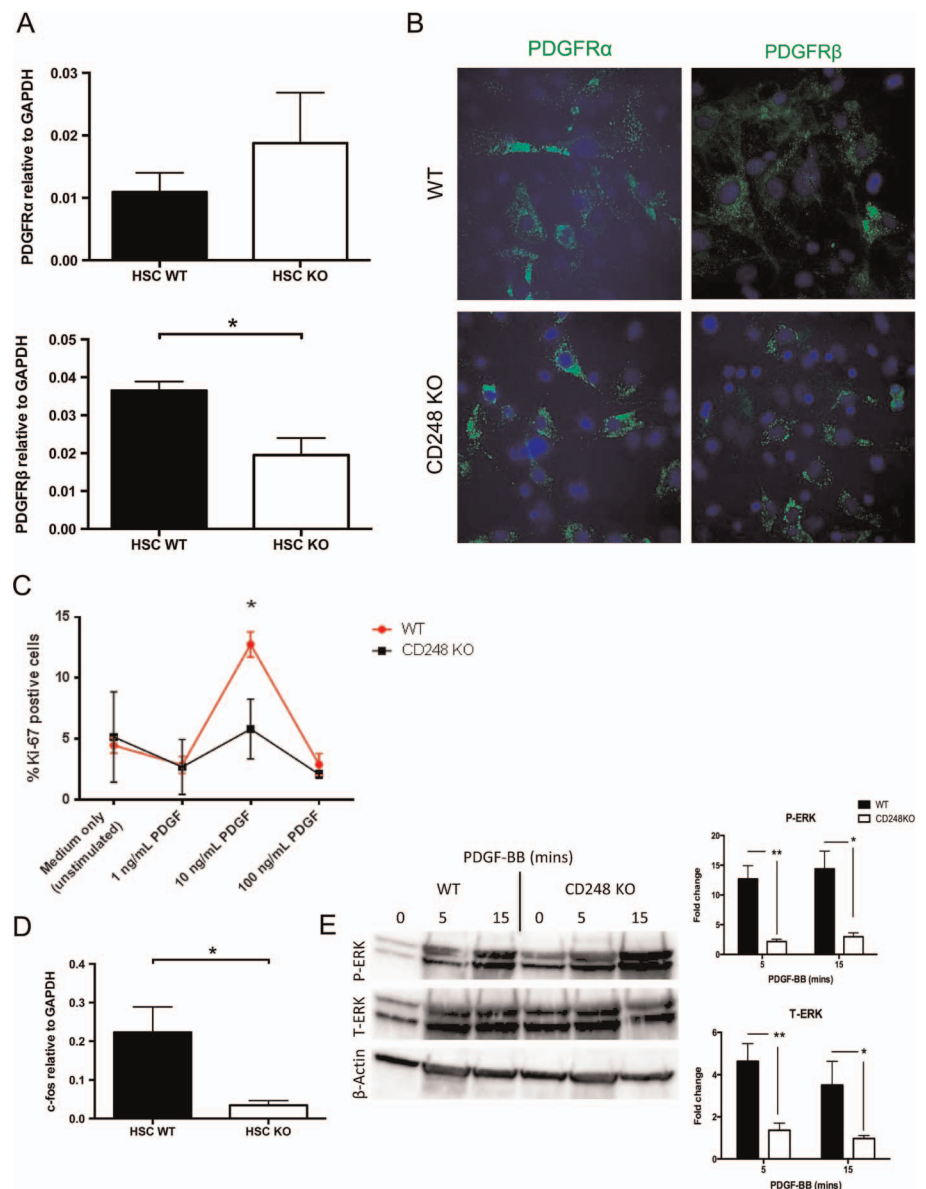 A
PDGFRα relative to GAPDH
0.03
0.02
0.01
0.00
HSC WT HSC KO
*
PDGFRβ relative to GAPDH
0.05
0.04
0.03
0.02
0.01
0.00
HSC WT HSC KO
B
PDGFRα PDGFRβ
WT
CD248 KO
C
*
%Ki-67 postive cells
15
10
5
0
Medium only
(unstimulated)
1 ng/mL PDGF
10 ng/mL PDGF
100 ng/mL PDGF
WT
CD248 KO
D
*
c-fos relative to GAPDH
0.4
0.3
0.2
0.1
0.0
HSC WT HSC KO
E
PDGF-BB (mins)
WT CD248 KO
0 5 15 0 5 15
P-ERK
T-ERK
β-Actin
WT
CD248KO
P-ERK
Fold change
20
15
10
5
0
** *
5 15
PDGF-BB (mins)
T-ERK
Fold change
6
4
2
0
** *
5 15
PDGF-BB (mins)